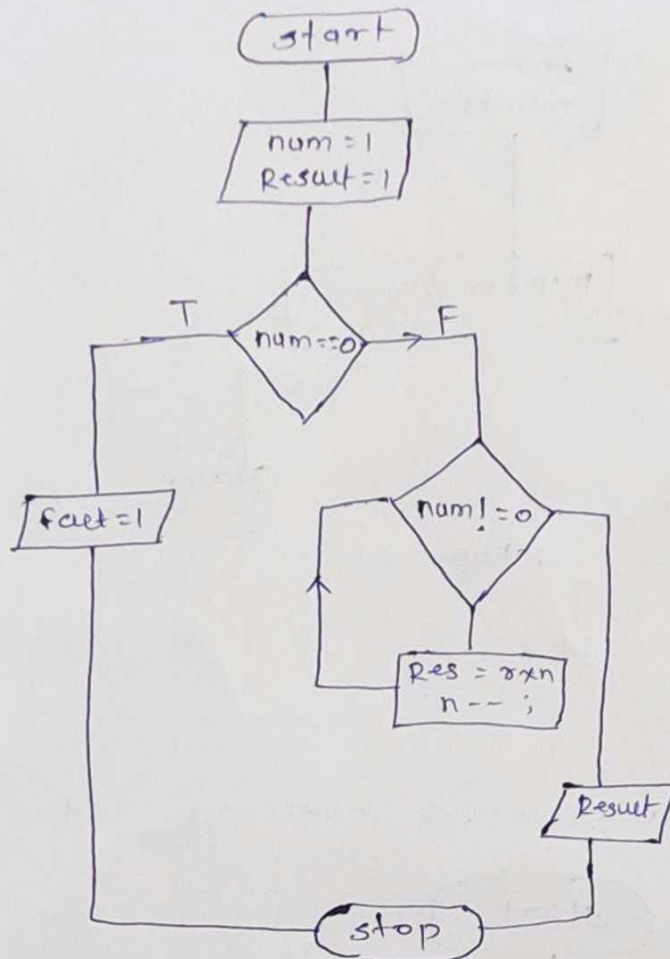 start
num = 1
Result = 1
T
num==0
F
fact = 1
num! = 0
Res = r×n
n -- ;
Result
stop